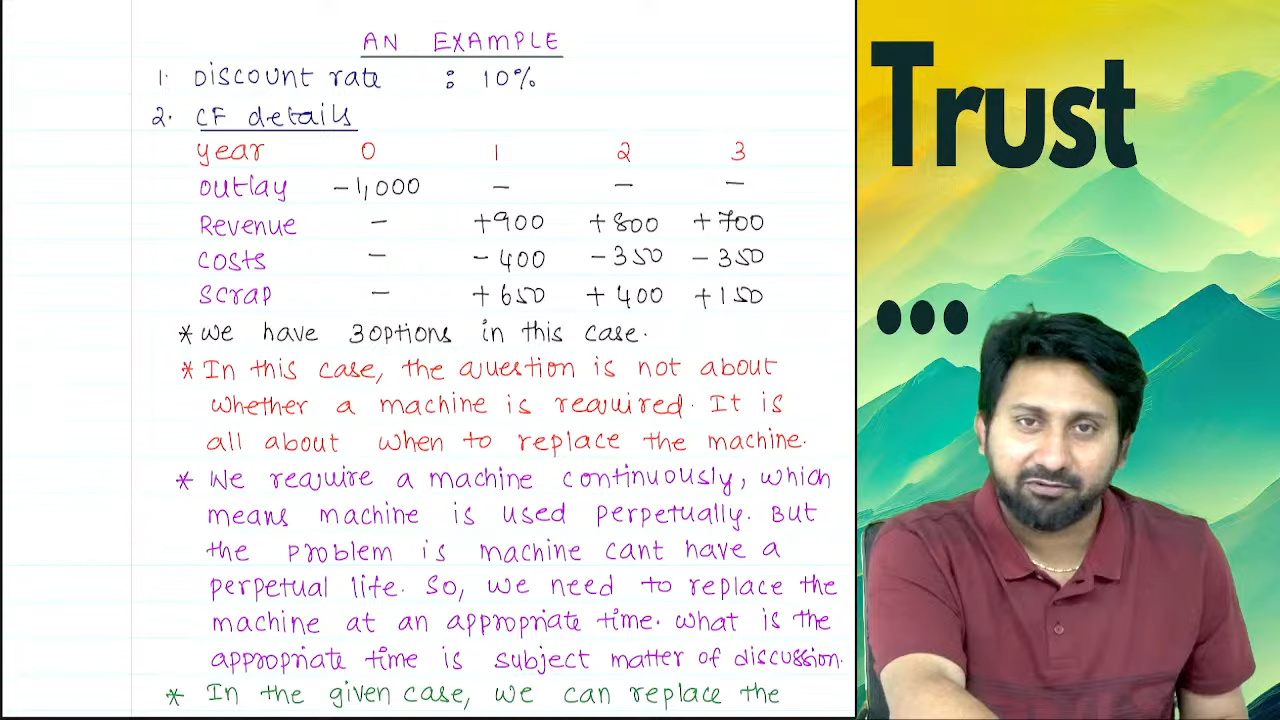 AN EXAMPLE
1. Discount rate : 10%
2. CF details
year 0 1 2 3
outlay -1,000 - - -
Revenue - +900 +800 +700
costs - -400 -350 -350
scrap - +650 +400 +150
* we have 3options in this case.
* In this case, the question is not about
whether a machine is required. It is
all about when to replace the machine.
* We require a machine continuously, which
means machine is used perpetually. But
the problem is machine cant have a
perpetual life. So, we need to replace the
machine at an appropriate time. what is the
appropriate time is subject matter of discussion.
* In the given case, we can replace the
Trust
...